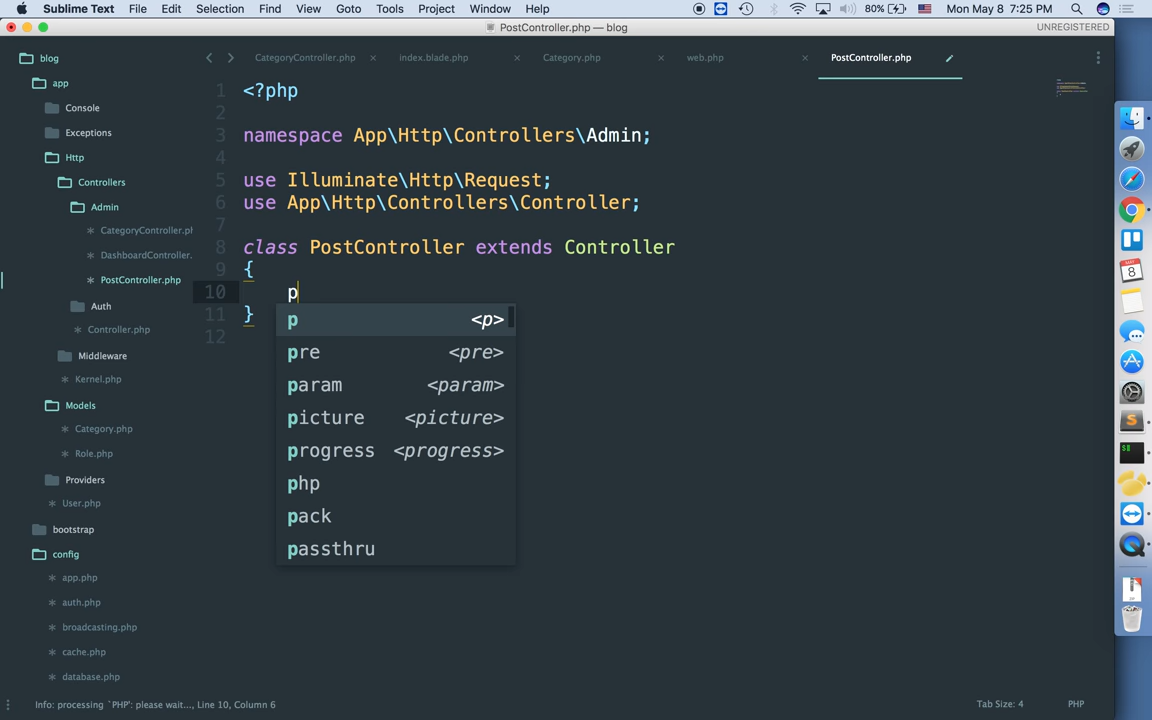 Sublime Text File Edit Selection Find View Goto Tools Project Window Help 80% Mon May 8 7:25 PM
PostController.php — blog UNREGISTERED
CategoryController.php × index.blade.php × Category.php × web.php × PostController.php
blog
app
Console
Exceptions
Http
Controllers
Admin
CategoryController.pl
DashboardController.
PostController.php
Auth
Controller.php
Middleware
Kernel.php
Models
Category.php
Role.php
Providers
User.php
bootstrap
config
app.php
auth.php
broadcasting.php
cache.php
database.php
1 <?php
2
3 namespace App\Http\Controllers\Admin;
4
5 use Illuminate\Http\Request;
6 use App\Http\Controllers\Controller;
7
8 class PostController extends Controller
9 {
10 p
11 }
12
p <p>
pre <pre>
param <param>
picture <picture>
progress <progress>
php
pack
passthru
MAY
8
S
$
Info: processing `PHP': please wait..., Line 10, Column 6 Tab Size: 4 PHP